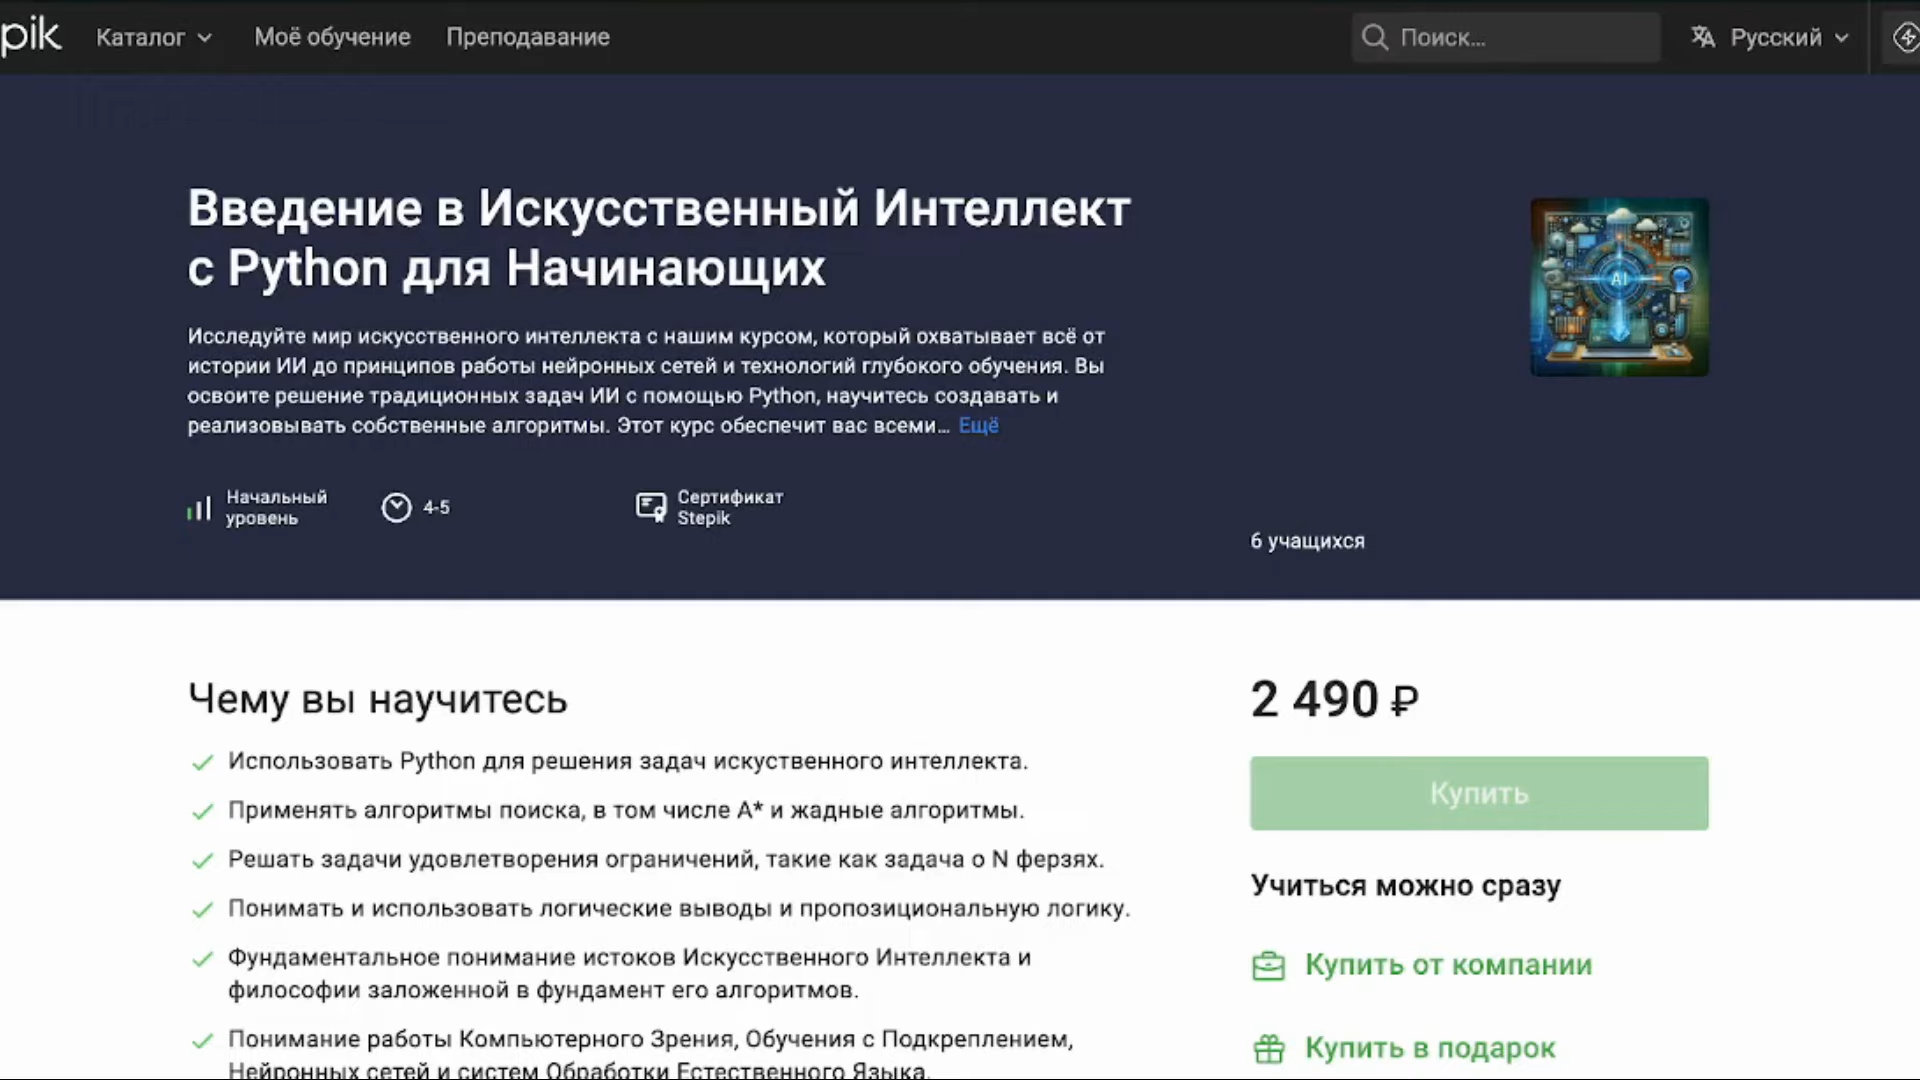 pik Каталог Моё обучение Преподавание Поиск... Русский
Введение в Искусственный Интеллект
с Python для Начинающих
AI
Исследуйте мир искусственного интеллекта с нашим курсом, который охватывает всё от
истории ИИ до принципов работы нейронных сетей и технологий глубокого обучения. Вы
освоите решение традиционных задач ИИ с помощью Python, научитесь создавать и
реализовывать собственные алгоритмы. Этот курс обеспечит вас всеми... Ещё
Начальный
уровень
4-5
Сертификат
Stepik
6 учащихся
Чему вы научитесь
Использовать Python для решения задач искуственного интеллекта.
Применять алгоритмы поиска, в том числе A* и жадные алгоритмы.
Решать задачи удовлетворения ограничений, такие как задача о N ферзях.
Понимать и использовать логические выводы и пропозициональную логику.
Фундаментальное понимание истоков Искусственного Интеллекта и
философии заложенной в фундамент его алгоритмов.
Понимание работы Компьютерного Зрения, Обучения с Подкреплением,
Нейронных сетей и систем Обработки Естественного Языка.
2 490 ₽
Купить
Учиться можно сразу
Купить от компании
Купить в подарок